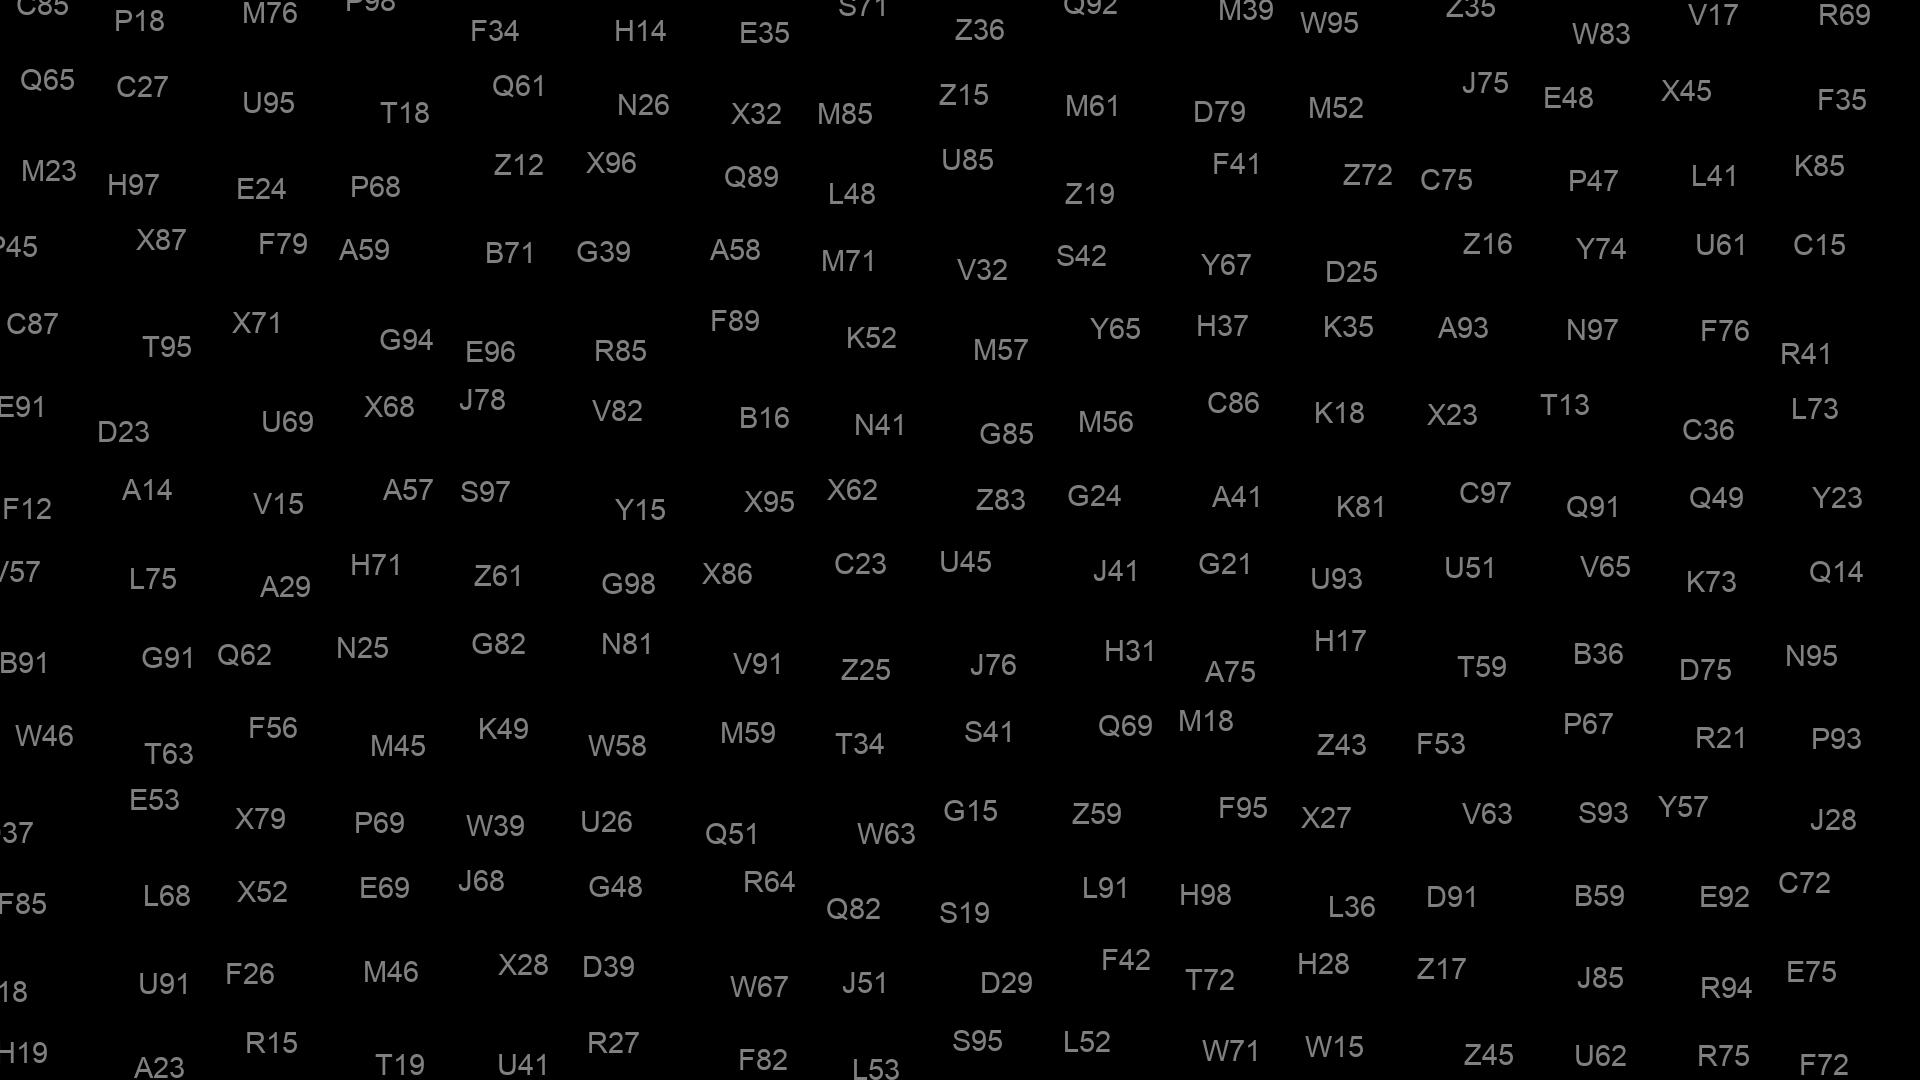 C85 P18 M76 P98 F34 H14 E35 S71 Z36 Q92 M39 W95 Z35 W83 V17 R69
Q65 C27 U95 T18 Q61 N26 X32 M85 Z15 M61 D79 M52 J75 E48 X45 F35
M23 H97 E24 P68 Z12 X96 Q89 L48 U85 Z19 F41 Z72 C75 P47 L41 K85
P45 X87 F79 A59 B71 G39 A58 M71 V32 S42 Y67 D25 Z16 Y74 U61 C15
C87 T95 X71 G94 E96 R85 F89 K52 M57 Y65 H37 K35 A93 N97 F76 R41
E91 D23 U69 X68 J78 V82 B16 N41 G85 M56 C86 K18 X23 T13 C36 L73
F12 A14 V15 A57 S97 Y15 X95 X62 Z83 G24 A41 K81 C97 Q91 Q49 Y23
V57 L75 A29 H71 Z61 G98 X86 C23 U45 J41 G21 U93 U51 V65 K73 Q14
B91 G91 Q62 N25 G82 N81 V91 Z25 J76 H31 A75 H17 T59 B36 D75 N95
W46 T63 F56 M45 K49 W58 M59 T34 S41 Q69 M18 Z43 F53 P67 R21 P93
37 E53 X79 P69 W39 U26 Q51 W63 G15 Z59 F95 X27 V63 S93 Y57 J28
F85 L68 X52 E69 J68 G48 R64 Q82 S19 L91 H98 L36 D91 B59 E92 C72
18 U91 F26 M46 X28 D39 W67 J51 D29 F42 T72 H28 Z17 J85 R94 E75
H19 A23 R15 T19 U41 R27 F82 L53 S95 L52 W71 W15 Z45 U62 R75 F72